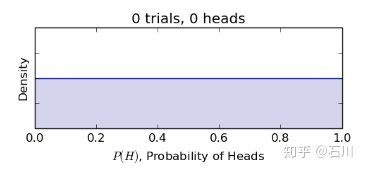 0 trials, 0 heads
Density
0.0 0.2 0.4 0.6 0.8 1.0
P(H), Probability of Heads
知乎 @石川